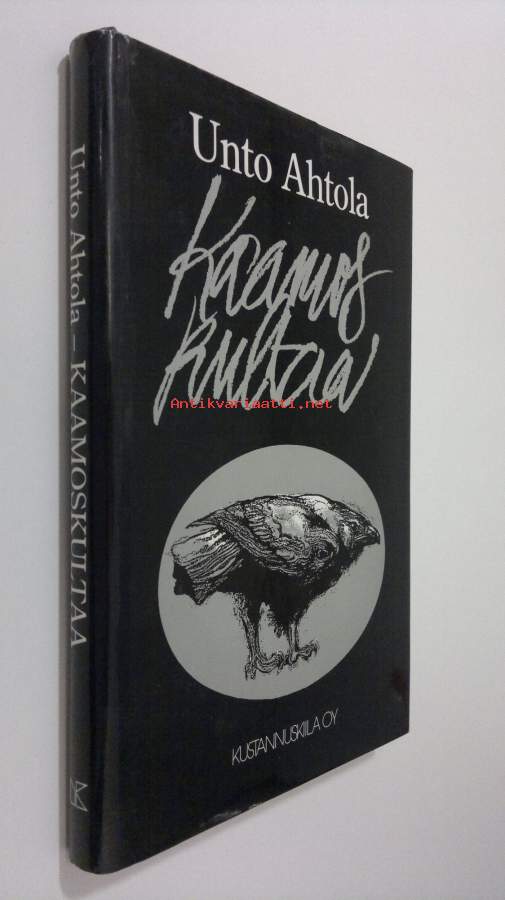 Unto Ahtola – KAAMOSKULTAA
Unto Ahtola
Kaamos
kultaa
Antikvariaatti.net
KUSTANNUSKIILA OY